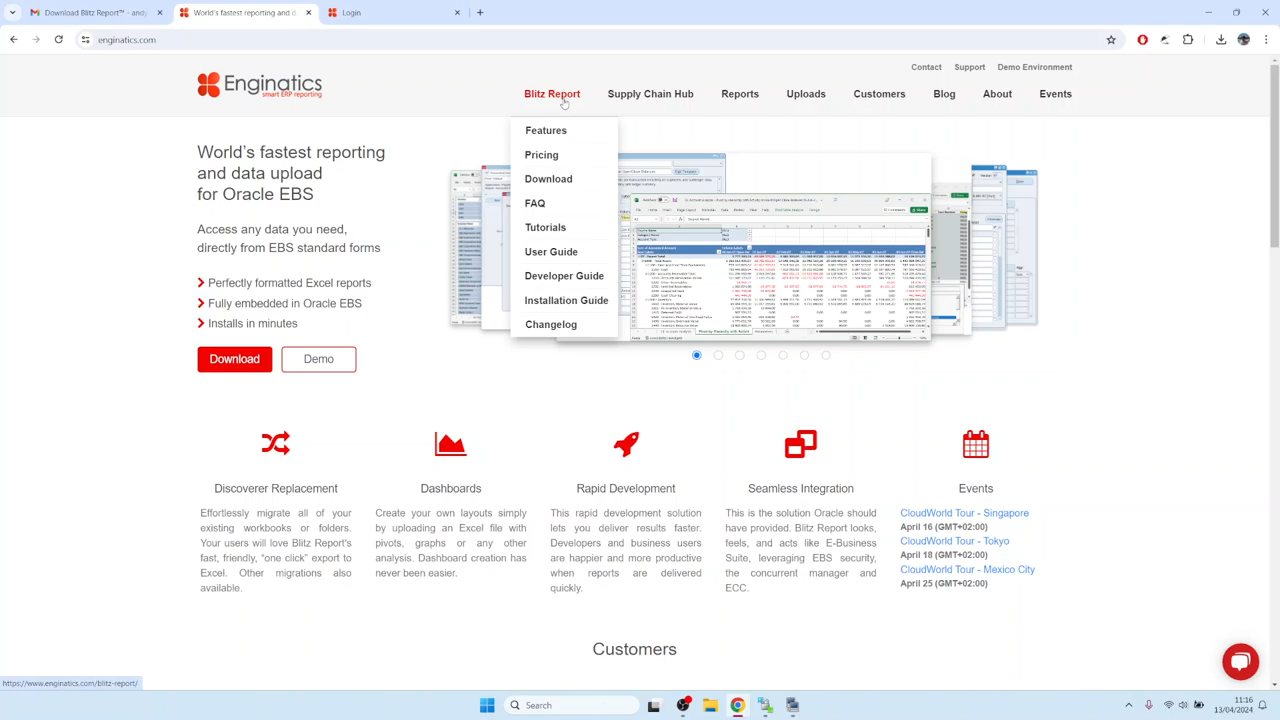 Download Blitz Report™ - andy
World's fastest reporting and d
Login
enginatics.com
Contact
Support
Demo Environment
Enginatics
smart ERP reporting
Blitz Report
Supply Chain Hub
Reports
Uploads
Customers
Blog
About
Events
Features
Pricing
Download
FAQ
Tutorials
User Guide
Developer Guide
Installation Guide
Changelog
World's fastest reporting
and data upload
for Oracle EBS
Access any data you need,
directly from EBS standard forms
Perfectly formatted Excel reports
Fully embedded in Oracle EBS
Installs in minutes
Download
Demo
Discoverer Replacement
Effortlessly migrate all of your
existing workbooks or folders.
Your users will love Blitz Report's
fast, friendly, "one click" export to
Excel. Other migrations also
available.
Dashboards
Create your own layouts simply
by uploading an Excel file with
pivots, graphs or any other
analysis. Dashboard creation has
never been easier.
Rapid Development
This rapid development solution
lets you deliver results faster.
Developers and business users
are happier and more productive
when reports are delivered
quickly.
Seamless Integration
This is the solution Oracle should
have provided. Blitz Report looks,
feels, and acts like E-Business
Suite, leveraging EBS security,
the concurrent manager and
ECC.
Events
CloudWorld Tour - Singapore
April 16 (GMT+02:00)
CloudWorld Tour - Tokyo
April 18 (GMT+02:00)
CloudWorld Tour - Mexico City
April 25 (GMT+02:00)
Customers
https://www.enginatics.com/blitz-report/
Search
11:16
13/04/2024